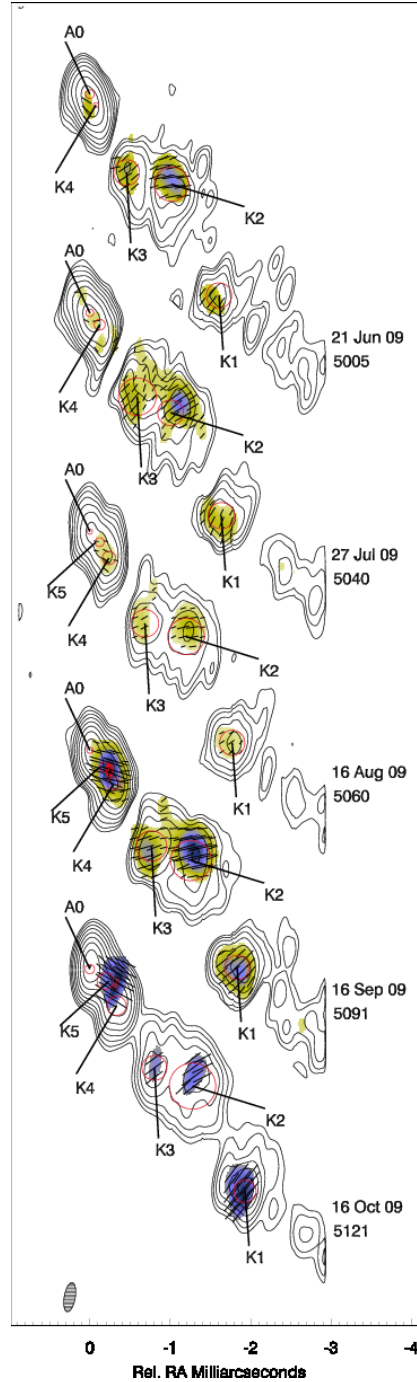 A0
K4
K3
K2
A0
K1
21 Jun 09
5005
K4
K3
K2
A0
K1
27 Jul 09
5040
K5
K4
K3
K2
A0
K1
16 Aug 09
5060
K5
K4
K3
K2
A0
K1
16 Sep 09
5091
K5
K4
K3
K2
K1
16 Oct 09
5121
0 -1 -2 -3 -4
Rel. RA Milliarcseconds